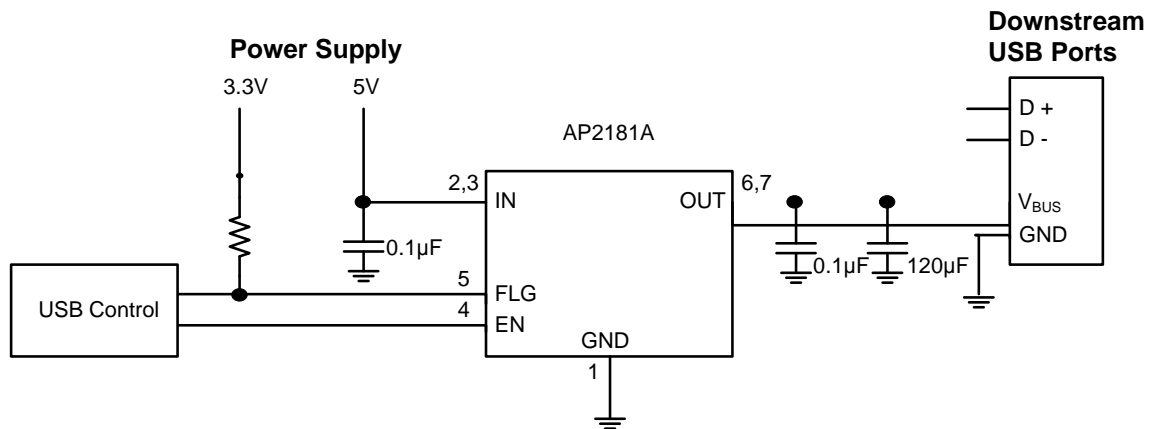 Power Supply
3.3V
5V
Downstream
USB Ports
AP2181A
D +
D -
2,3
IN
OUT
6,7
V_BUS
GND
0.1µF
0.1µF
120µF
USB Control
5
FLG
4
EN
GND
1